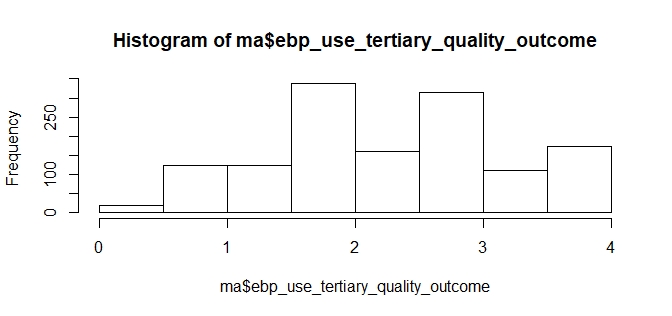 Histogram of ma$ebp_use_tertiary_quality_outcome
Frequency
250
100
0
0 1 2 3 4
ma$ebp_use_tertiary_quality_outcome